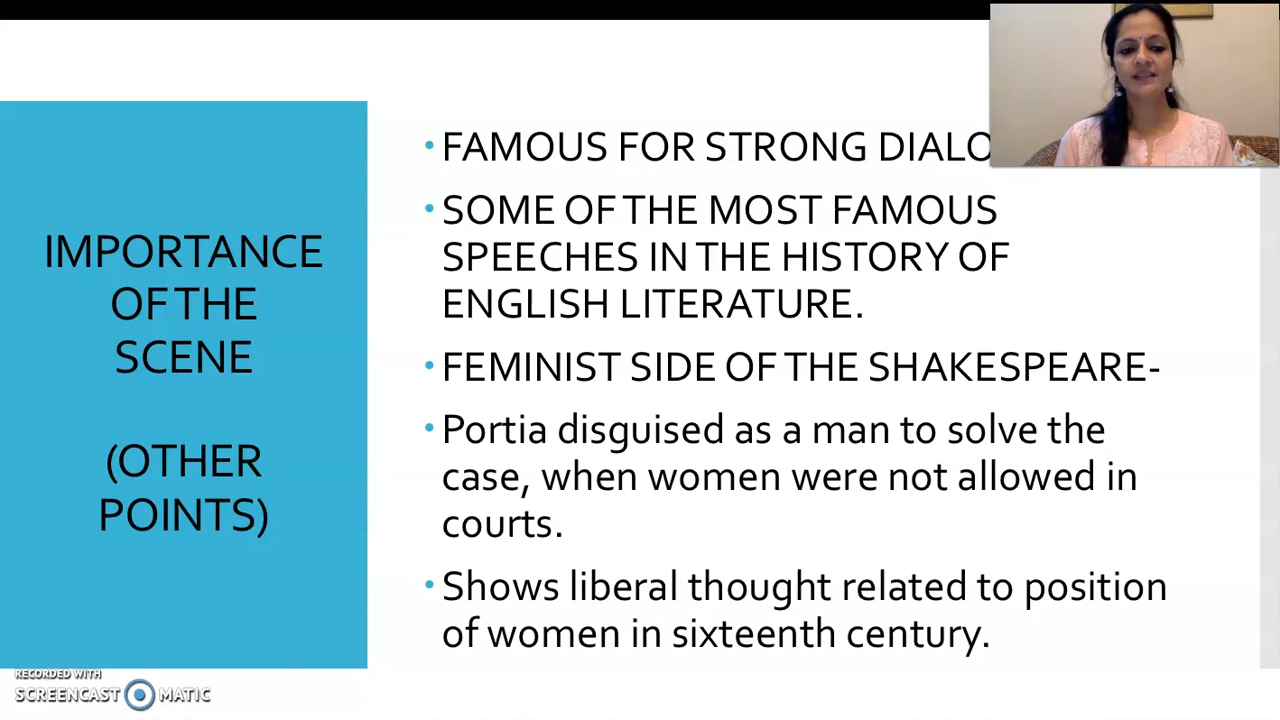 IMPORTANCE
OF THE
SCENE
(OTHER
POINTS)
• FAMOUS FOR STRONG
• SOME OF THE MOST FAMOUS
SPEECHES IN THE HISTORY OF
ENGLISH LITERATURE.
• FEMINIST SIDE OF THE SHAKESPEARE-
• Portia disguised as a man to solve the
case, when women were not allowed in
courts.
• Shows liberal thought related to position
of women in sixteenth century.
RECORDED WITH
SCREENCAST MATIC